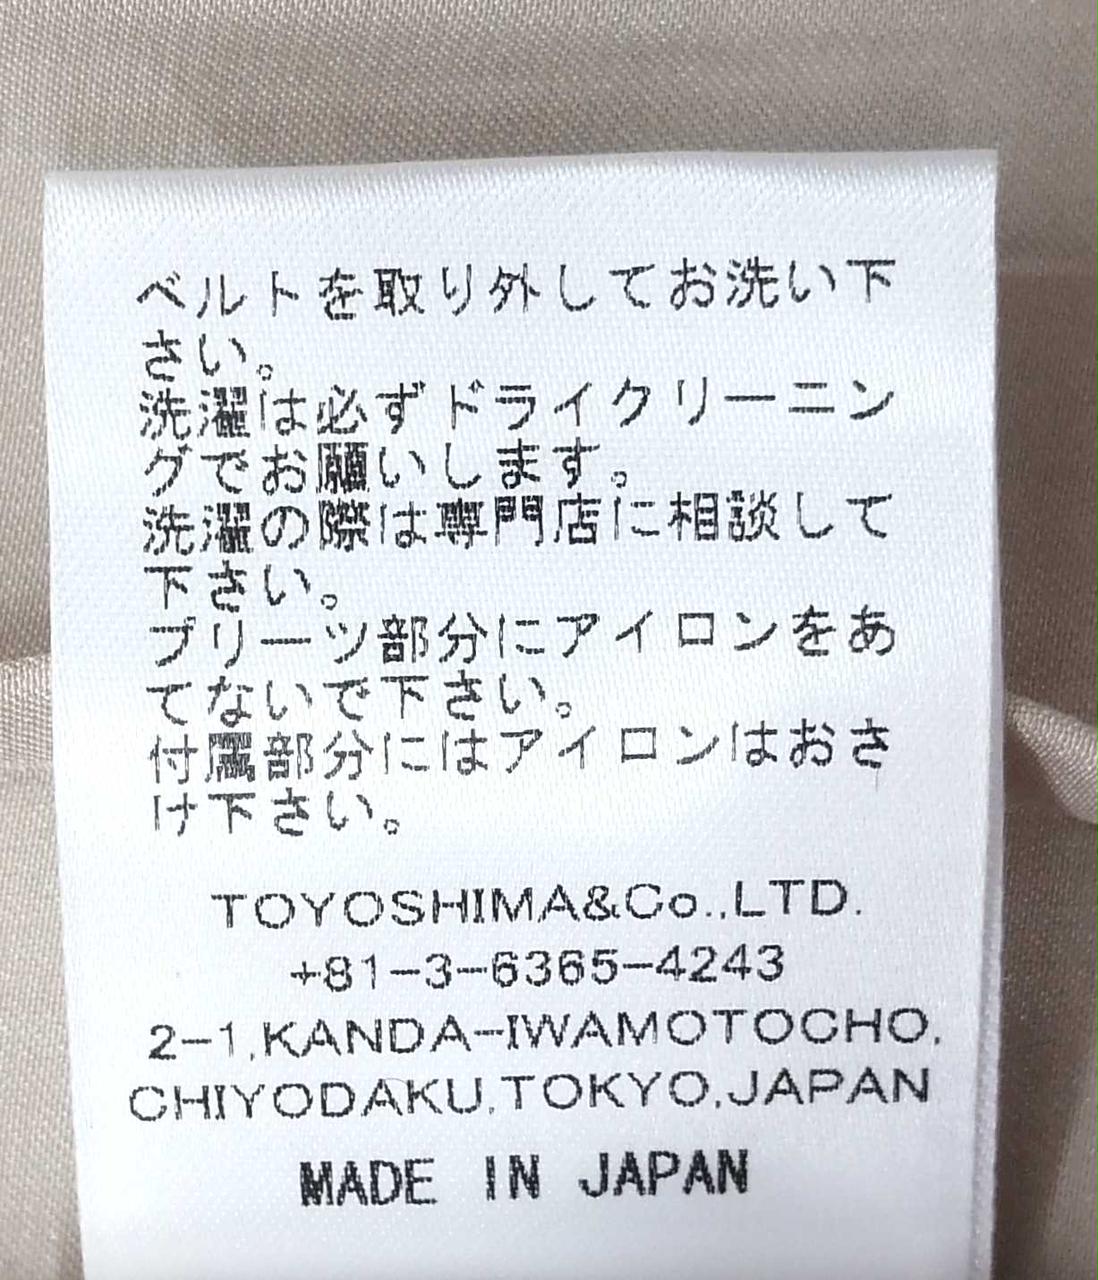 ベルトを取り外してお洗い下
さい。
洗濯は必ずドライクリーニン
グでお願いします。
洗濯の際は専門店に相談して
下さい。
プリーツ部分にアイロンをあ
てないで下さい。
付属部分にはアイロンはおさ
け下さい。
TOYOSHIMA&Co.,LTD.
+81-3-6365-4243
2-1,KANDA-IWAMOTOCHO,
CHIYODAKU,TOKYO,JAPAN
MADE IN JAPAN